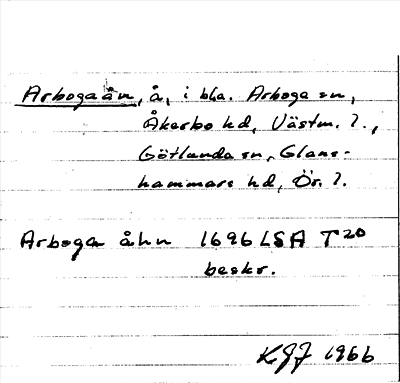 Arbogaån, å, i bla. Arboga sn,
Åkerbo hd, Västm. l.,
Götlunda sn, Glans-
hammars hd, Ör. l.
Arboga åhn 1696 LSA T20
beskr.
KGJ 1966